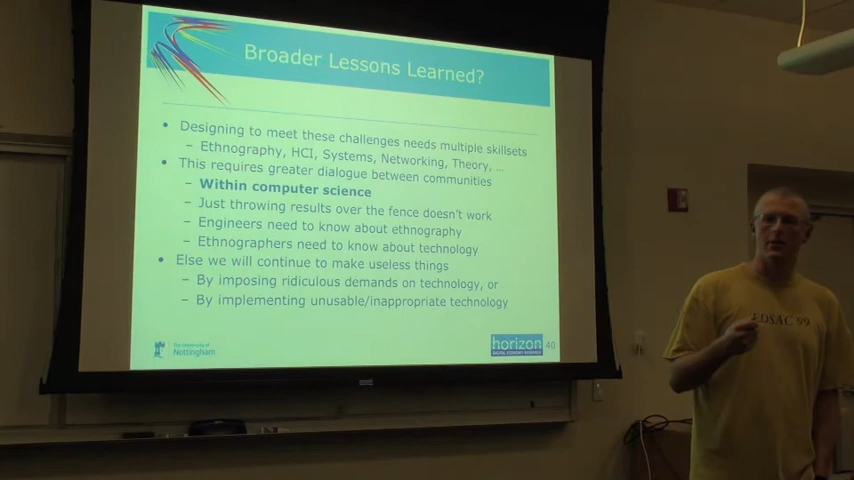 Broader Lessons Learned?
• Designing to meet these challenges needs multiple skillsets
– Ethnography, HCI, Systems, Networking, Theory, ...
• This requires greater dialogue between communities
– Within computer science
– Just throwing results over the fence doesn't work
– Engineers need to know about ethnography
– Ethnographers need to know about technology
• Else we will continue to make useless things
– By imposing ridiculous demands on technology, or
– By implementing unusable/inappropriate technology
The University of
Nottingham
horizon
DIGITAL ECONOMY RESEARCH
40
EDSAC 99